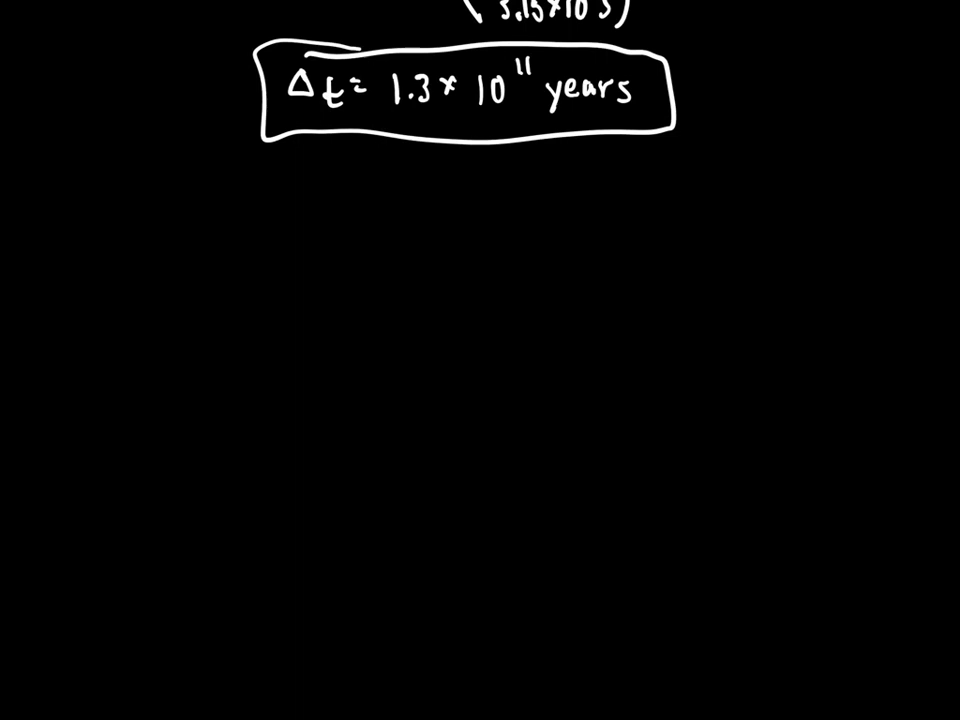 Δt = 1.3 × 10¹¹ years